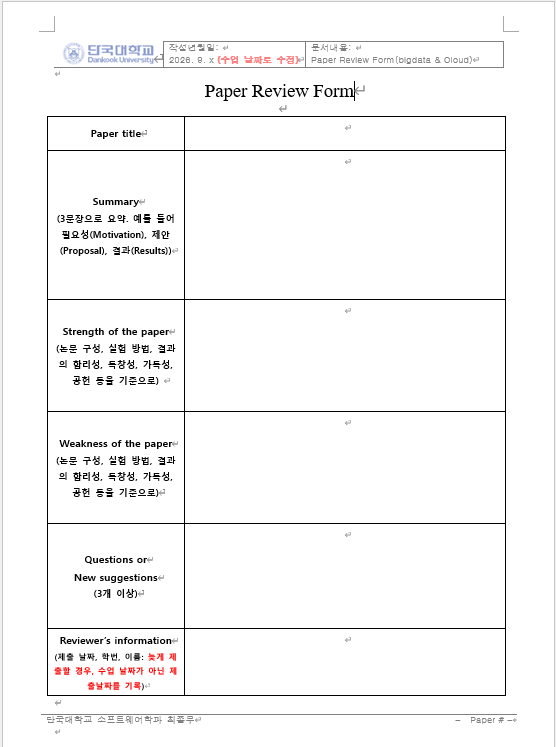 단국대학교
Dankook University
작성년월일:
2026. 9. x (수업 날짜로 수정)
문서내용:
Paper Review Form(bigdata & Cloud)
Paper Review Form
Paper title
Summary
(3문장으로 요약. 예를 들어
필요성(Motivation), 제안
(Proposal), 결과(Results))
Strength of the paper
(논문 구성, 실험 방법, 결과
의 합리성, 독창성, 가독성,
공헌 등을 기준으로)
Weakness of the paper
(논문 구성, 실험 방법, 결과
의 합리성, 독창성, 가독성,
공헌 등을 기준으로)
Questions or
New suggestions
(3개 이상)
Reviewer's information
(제출 날짜, 학번, 이름: 늦게 제
출할 경우, 수업 날짜가 아닌 제
출날짜를 기록)
단국대학교 소프트웨어학과 최종무
– Paper # –